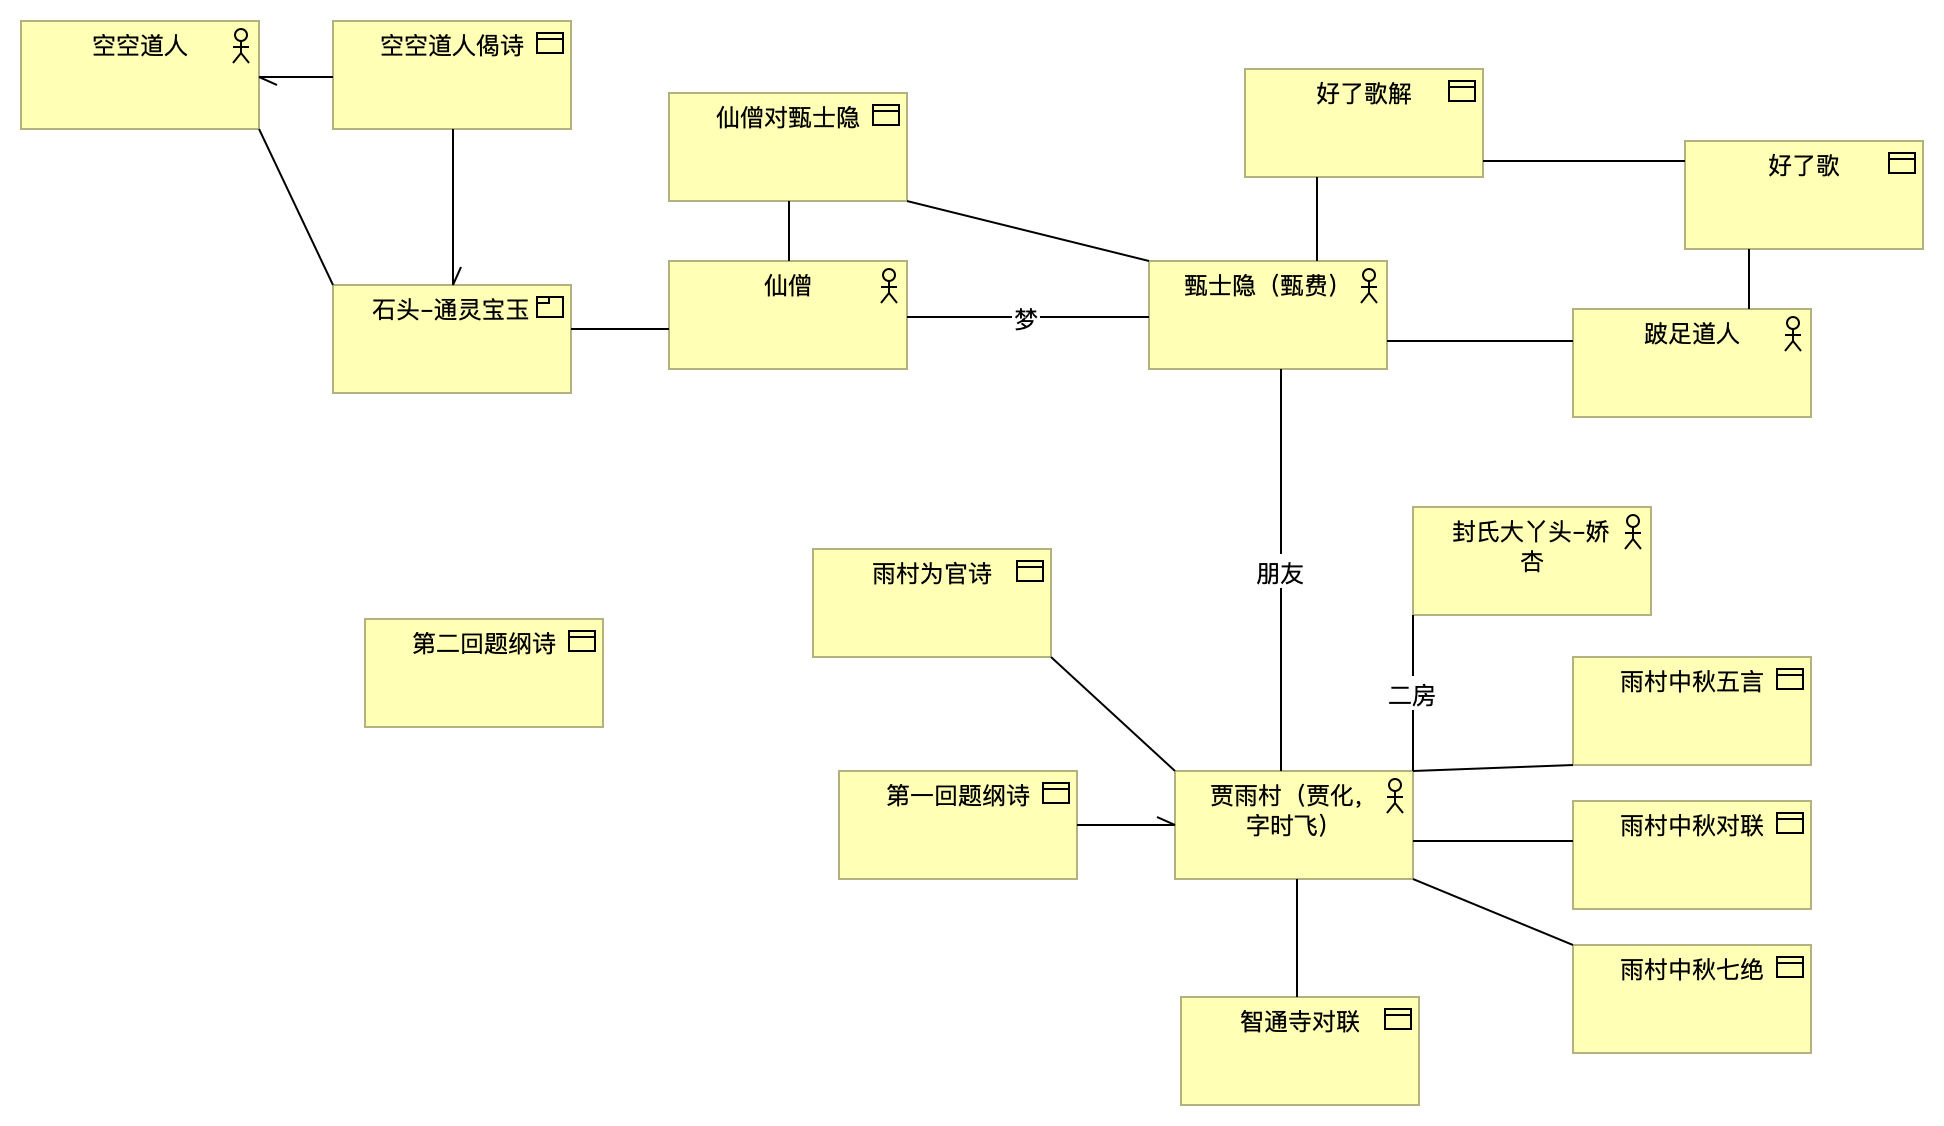 空空道人
空空道人偈诗
好了歌解
仙僧对甄士隐
好了歌
仙僧
甄士隐（甄费）
石头-通灵宝玉
梦
跛足道人
封氏大丫头-娇
杏
雨村为官诗
朋友
第二回题纲诗
雨村中秋五言
二房
第一回题纲诗
贾雨村（贾化，
字时飞）
雨村中秋对联
雨村中秋七绝
智通寺对联